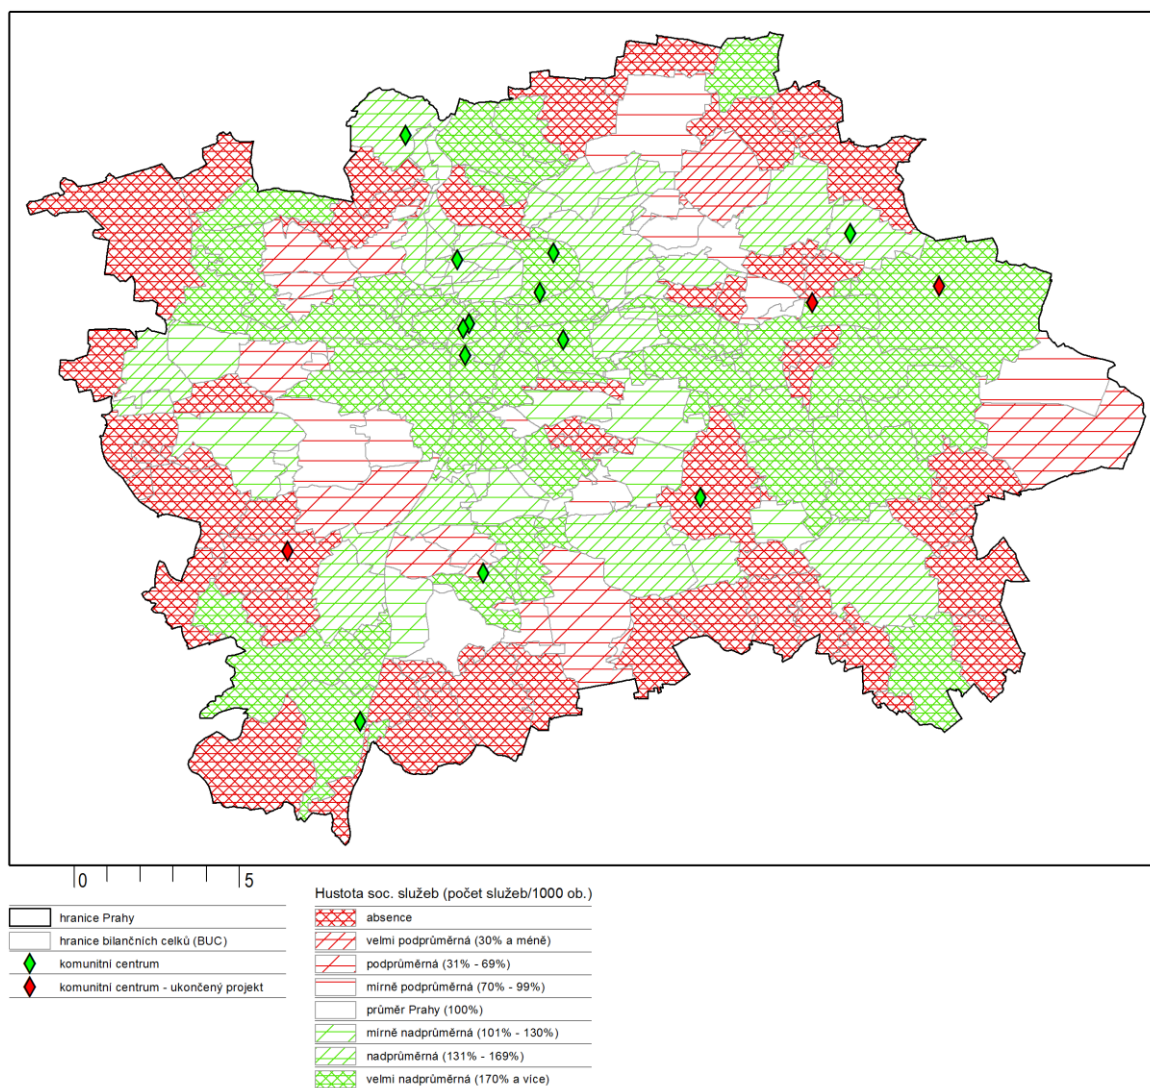 0 5
hranice Prahy
hranice bilančních celků (BUC)
komunitní centrum
komunitní centrum - ukončený projekt
Hustota soc. služeb (počet služeb/1000 ob.)
absence
velmi podprůměrná (30% a méně)
podprůměrná (31% - 69%)
mírně podprůměrná (70% - 99%)
průměr Prahy (100%)
mírně nadprůměrná (101% - 130%)
nadprůměrná (131% - 169%)
velmi nadprůměrná (170% a více)